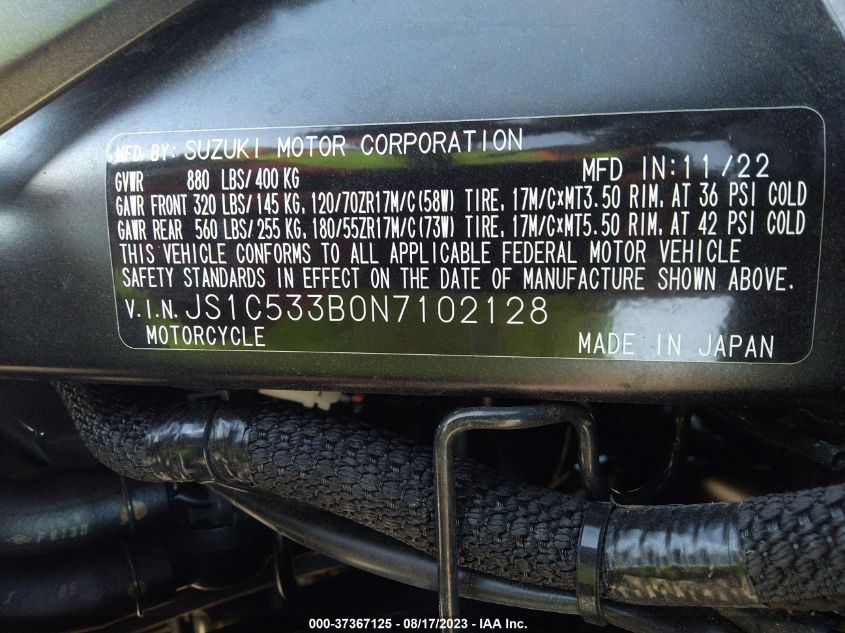 MFD BY: SUZUKI MOTOR CORPORATION
GVWR 880 LBS/400 KG MFD IN:11/22
GAWR FRONT 320 LBS/145 KG, 120/70ZR17M/C(58W) TIRE, 17M/C×MT3.50 RIM, AT 36 PSI COLD
GAWR REAR 560 LBS/255 KG, 180/55ZR17M/C(73W) TIRE, 17M/C×MT5.50 RIM, AT 42 PSI COLD
THIS VEHICLE CONFORMS TO ALL APPLICABLE FEDERAL MOTOR VEHICLE
SAFETY STANDARDS IN EFFECT ON THE DATE OF MANUFACTURE SHOWN ABOVE.
V.I.N. JS1C533B0N7102128
MOTORCYCLE MADE IN JAPAN
000-37367125 - 08/17/2023 - IAA Inc.